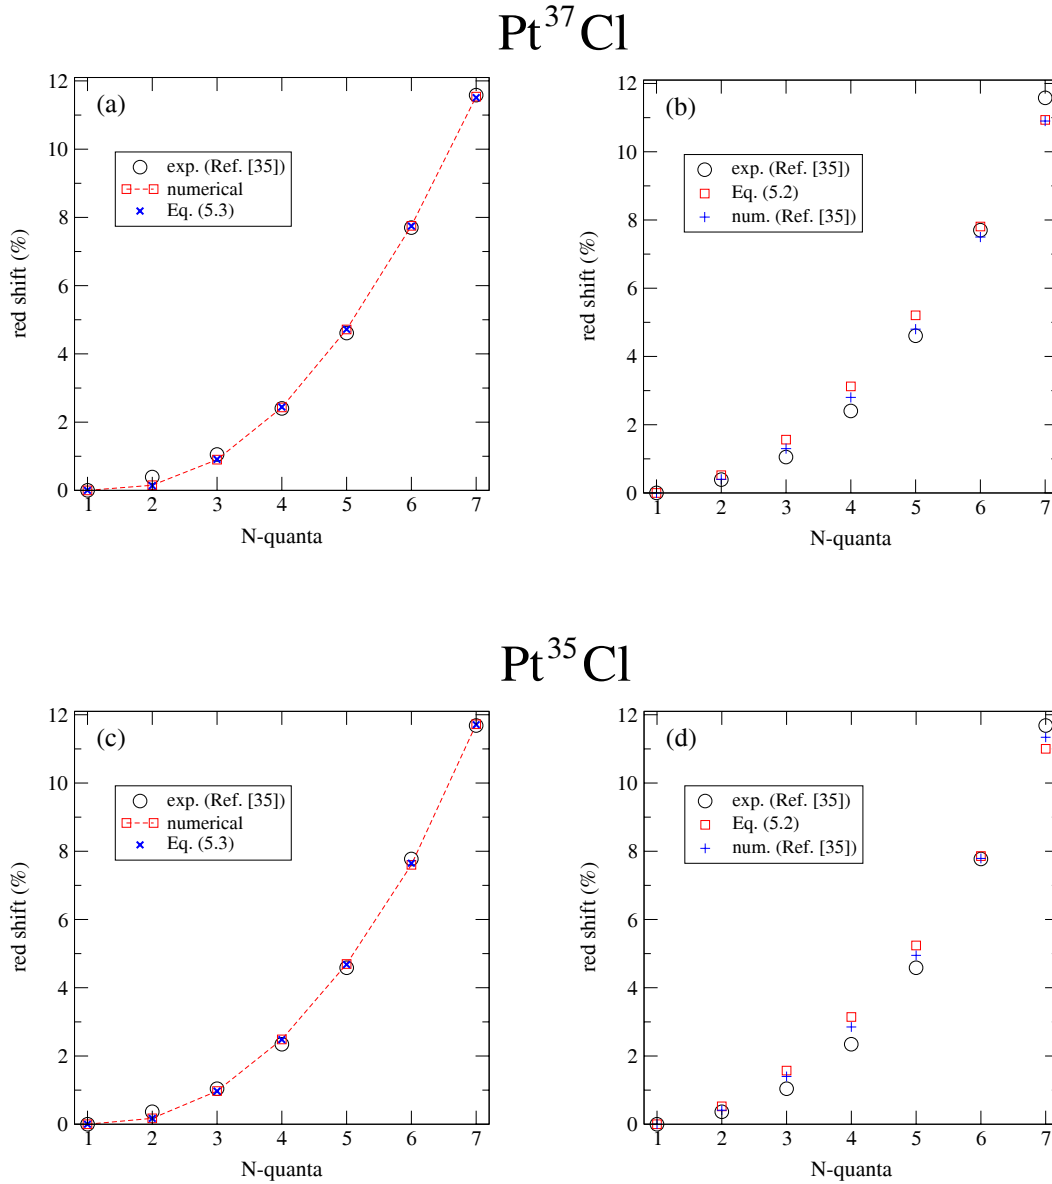 Pt³⁷Cl
(a)
exp. (Ref. [35])
numerical
Eq. (5.3)
red shift (%)
12
10
8
6
4
2
0
1 2 3 4 5 6 7
N-quanta
(b)
exp. (Ref. [35])
Eq. (5.2)
num. (Ref. [35])
red shift (%)
12
10
8
6
4
2
0
1 2 3 4 5 6 7
N-quanta
Pt³⁵Cl
(c)
exp. (Ref. [35])
numerical
Eq. (5.3)
red shift (%)
12
10
8
6
4
2
0
1 2 3 4 5 6 7
N-quanta
(d)
exp. (Ref. [35])
Eq. (5.2)
num. (Ref. [35])
red shift (%)
12
10
8
6
4
2
0
1 2 3 4 5 6 7
N-quanta